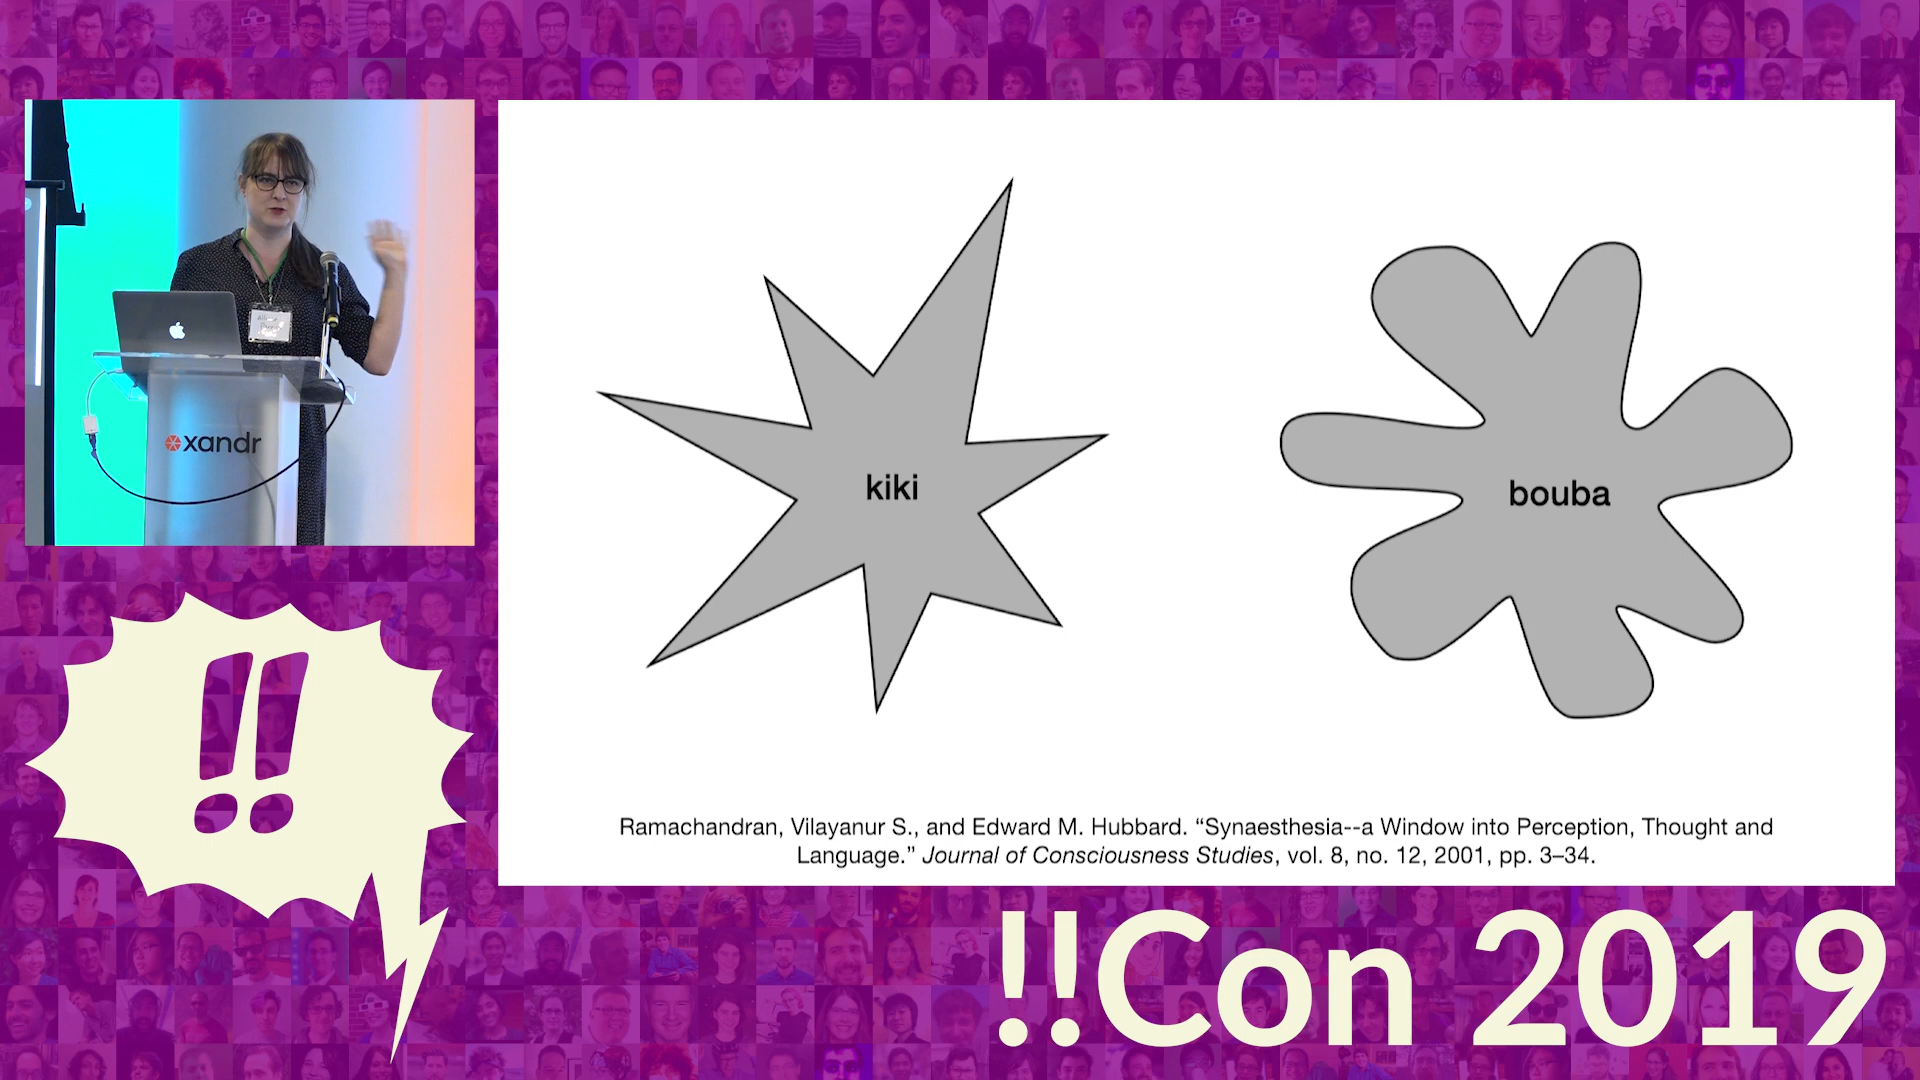 xandr
!!
kiki
bouba
Ramachandran, Vilayanur S., and Edward M. Hubbard. “Synaesthesia--a Window into Perception, Thought and
Language.” Journal of Consciousness Studies, vol. 8, no. 12, 2001, pp. 3–34.
!!Con 2019